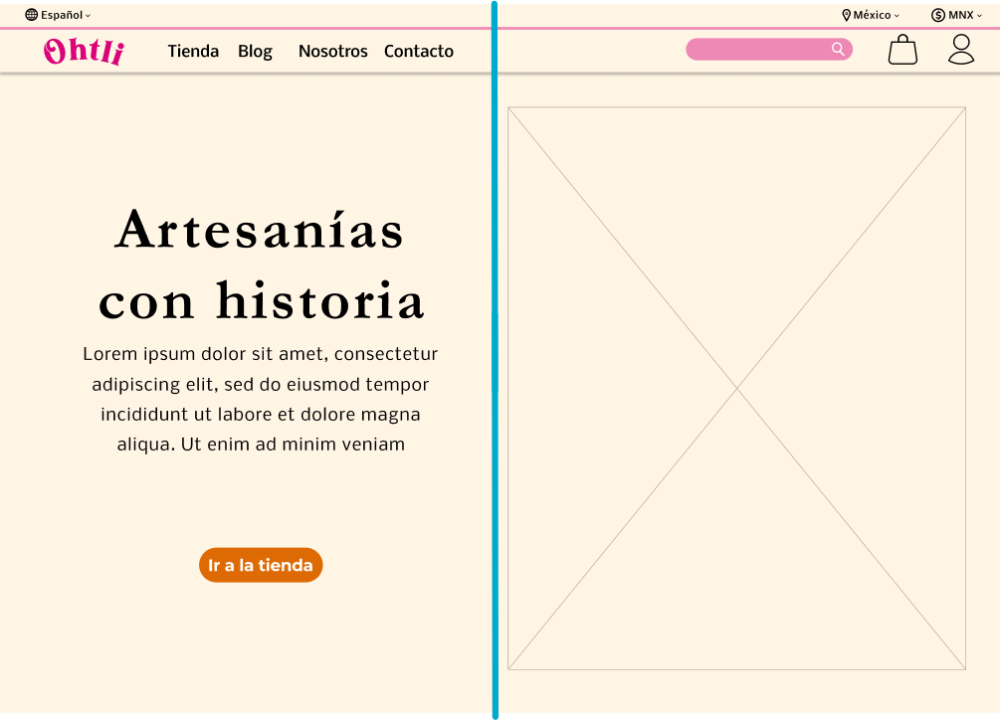 Español
México
MNX
Ohtli
Tienda Blog Nosotros Contacto
Artesanías
con historia
Lorem ipsum dolor sit amet, consectetur
adipiscing elit, sed do eiusmod tempor
incididunt ut labore et dolore magna
aliqua. Ut enim ad minim veniam
Ir a la tienda